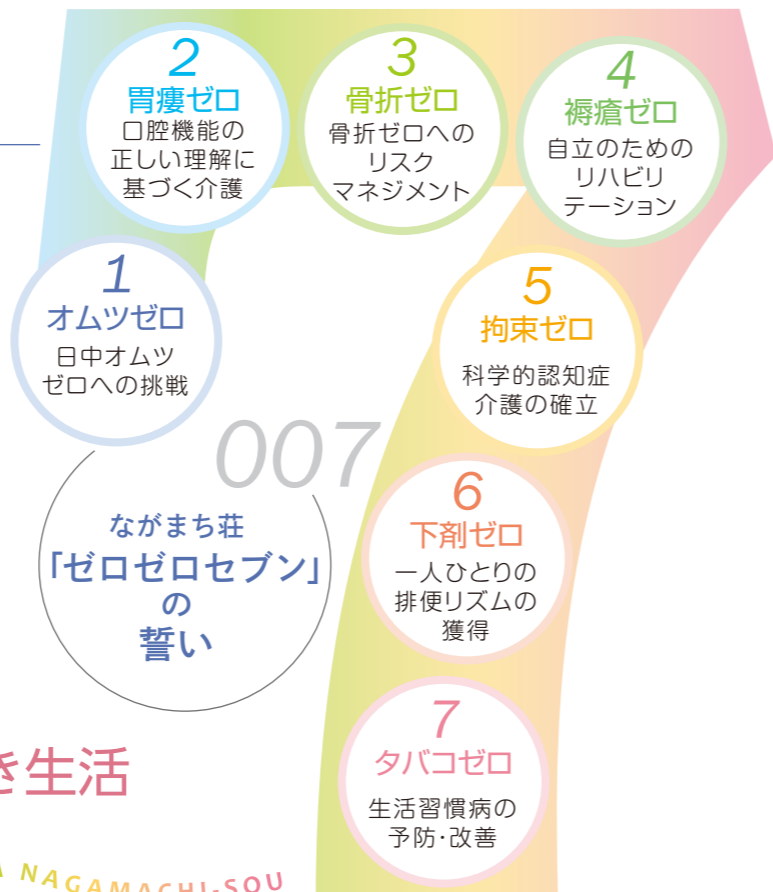 1
オムツゼロ
日中オムツ
ゼロへの挑戦
2
胃瘻ゼロ
口腔機能の
正しい理解に
基づく介護
3
骨折ゼロ
骨折ゼロへの
リスク
マネジメント
4
褥瘡ゼロ
自立のための
リハビリ
テーション
5
拘束ゼロ
科学的認知症
介護の確立
6
下剤ゼロ
一人ひとりの
排便リズムの
獲得
7
タバコゼロ
生活習慣病の
予防・改善
007
ながまち荘
「ゼロゼロセブン」
の
誓い
き生活
NAGAMACHI-SOU